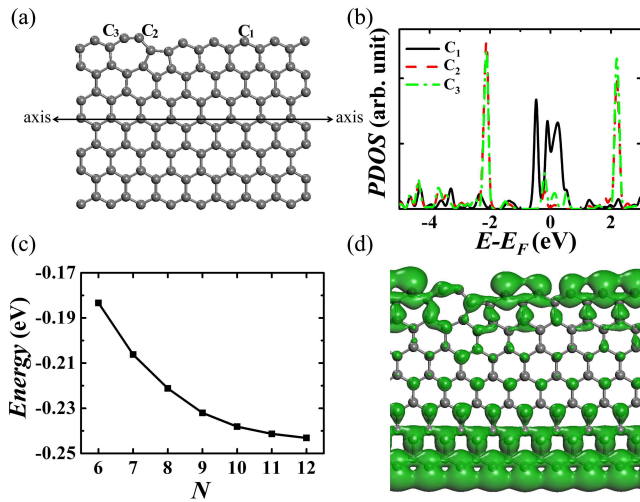 (a)
C3 C2 C1
axis axis
(b)
PDOS (arb. unit)
C1
C2
C3
-4 -2 0 2
E-EF (eV)
(c)
Energy (eV)
-0.17
-0.19
-0.21
-0.23
-0.25
6 7 8 9 10 11 12
N
(d)